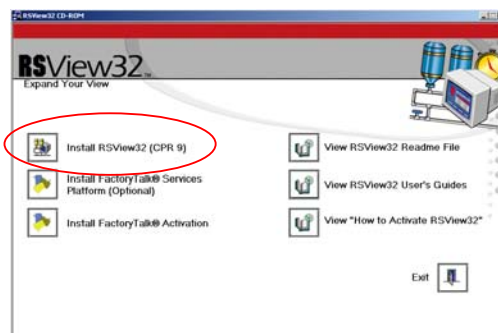 RSView32 CD-ROM
RSView32™
Expand Your View
Install RSView32 (CPR 9)
Install FactoryTalk® Services
Platform (Optional)
Install FactoryTalk® Activation
View RSView32 Readme File
View RSView32 User's Guides
View "How to Activate RSView32"
Exit